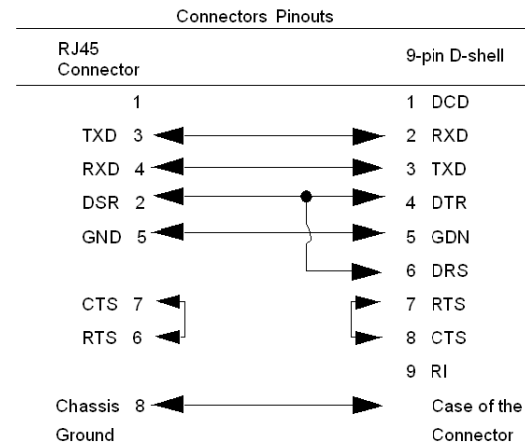 Connectors Pinouts
RJ45 Connector 9-pin D-shell
1 1 DCD
TXD 3 2 RXD
RXD 4 3 TXD
DSR 2 4 DTR
GND 5 5 GDN
6 DRS
CTS 7 7 RTS
RTS 6 8 CTS
9 RI
Chassis 8 Case of the
Ground Connector